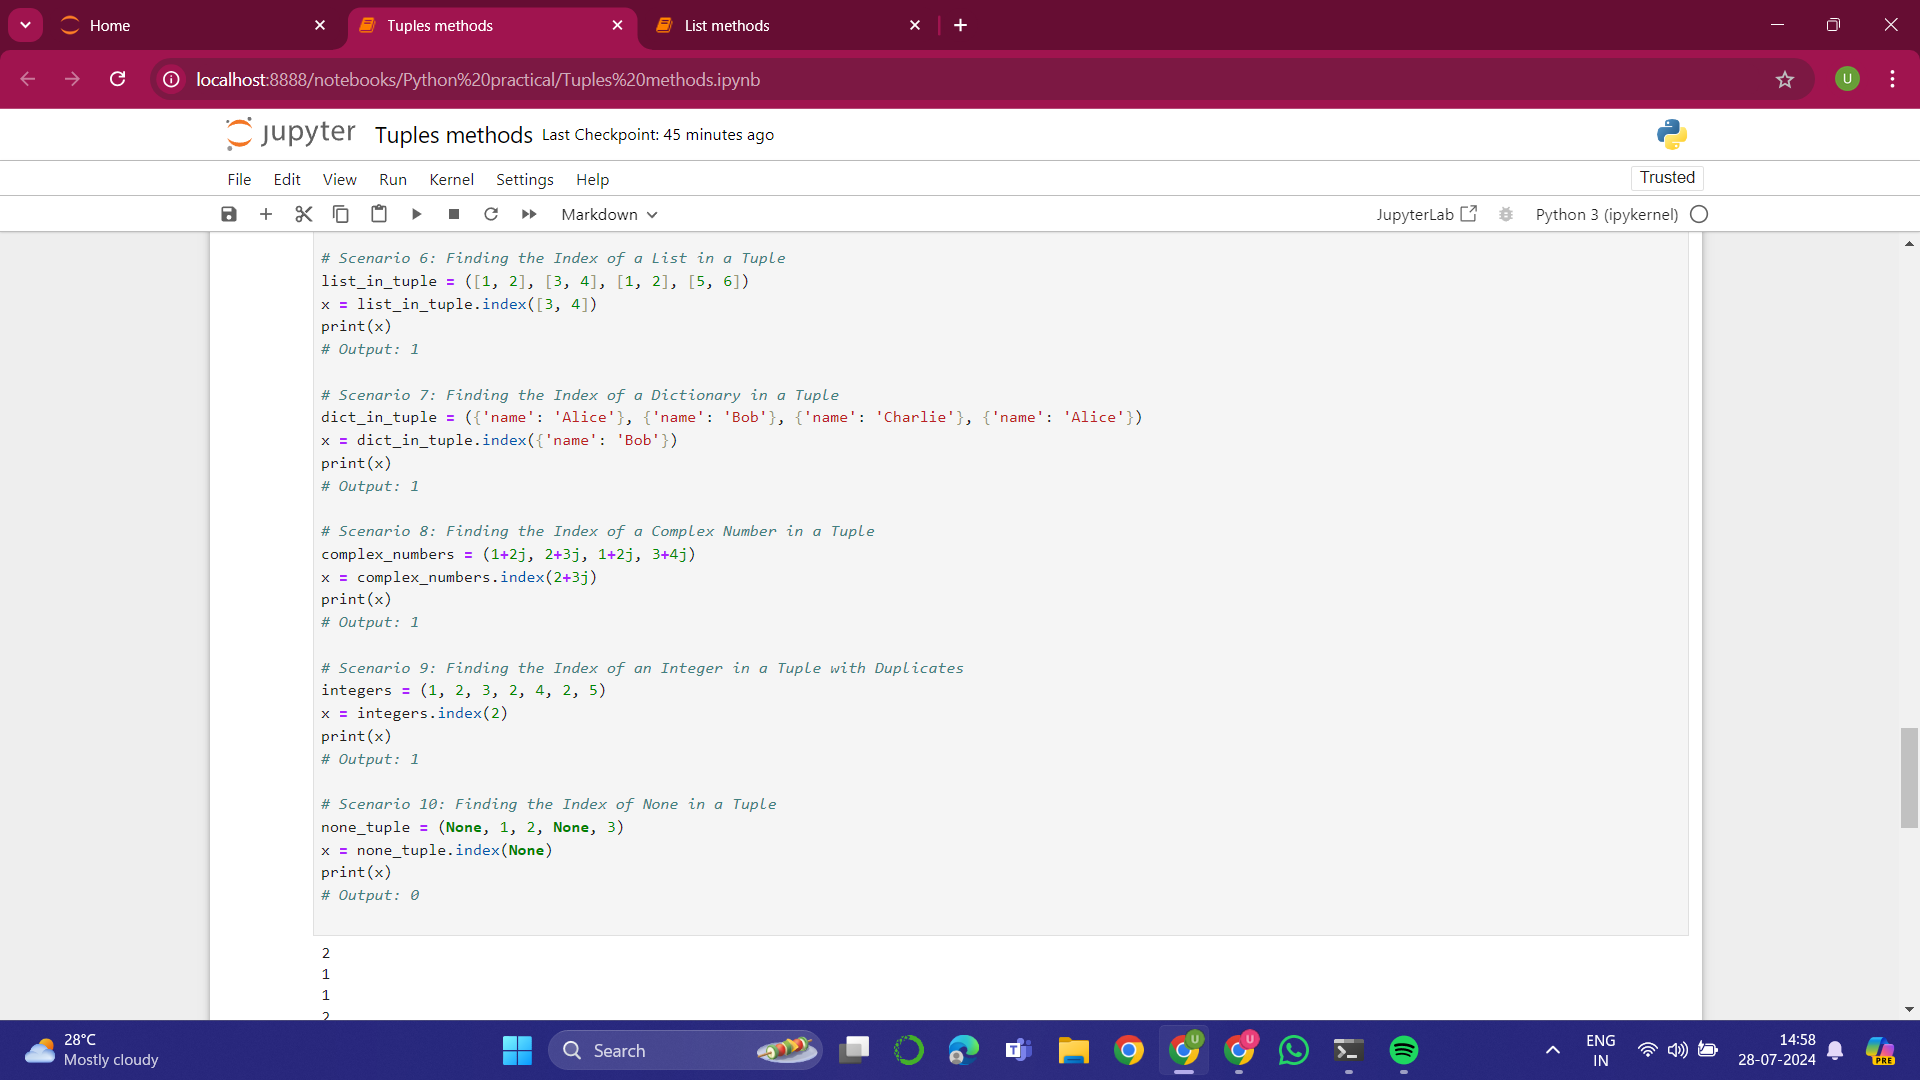 Home
Tuples methods
List methods
localhost:8888/notebooks/Python%20practical/Tuples%20methods.ipynb
U
jupyter Tuples methods Last Checkpoint: 45 minutes ago
File Edit View Run Kernel Settings Help
Trusted
Markdown
JupyterLab
Python 3 (ipykernel)
# Scenario 6: Finding the Index of a List in a Tuple
list_in_tuple = ([1, 2], [3, 4], [1, 2], [5, 6])
x = list_in_tuple.index([3, 4])
print(x)
# Output: 1
# Scenario 7: Finding the Index of a Dictionary in a Tuple
dict_in_tuple = ({'name': 'Alice'}, {'name': 'Bob'}, {'name': 'Charlie'}, {'name': 'Alice'})
x = dict_in_tuple.index({'name': 'Bob'})
print(x)
# Output: 1
# Scenario 8: Finding the Index of a Complex Number in a Tuple
complex_numbers = (1+2j, 2+3j, 1+2j, 3+4j)
x = complex_numbers.index(2+3j)
print(x)
# Output: 1
# Scenario 9: Finding the Index of an Integer in a Tuple with Duplicates
integers = (1, 2, 3, 2, 4, 2, 5)
x = integers.index(2)
print(x)
# Output: 1
# Scenario 10: Finding the Index of None in a Tuple
none_tuple = (None, 1, 2, None, 3)
x = none_tuple.index(None)
print(x)
# Output: 0
2
1
1
2
28°C
Mostly cloudy
Search
U
U
ENG
IN
14:58
28-07-2024
PRE